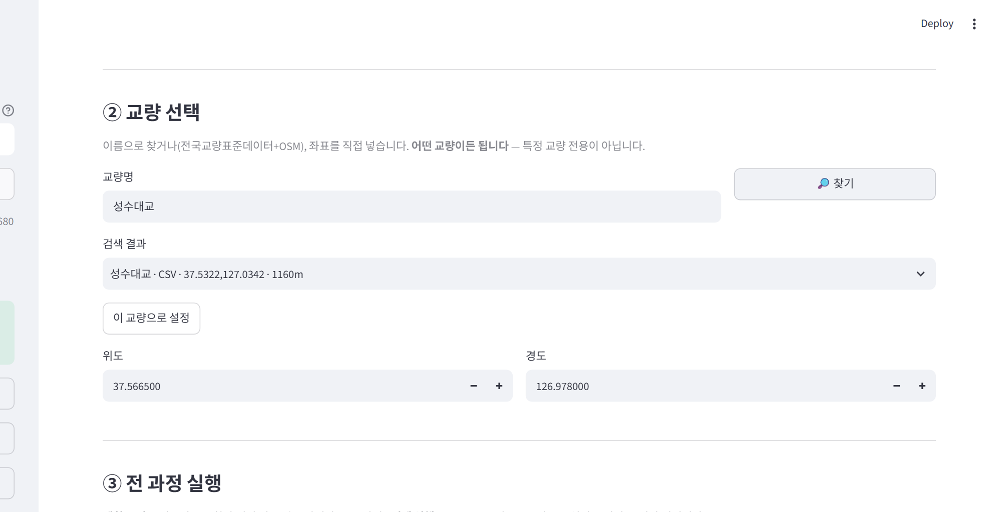 Deploy
② 교량 선택
이름으로 찾거나(전국교량표준데이터+OSM), 좌표를 직접 넣습니다. 어떤 교량이든 됩니다 — 특정 교량 전용이 아닙니다.
교량명
찾기
성수대교
680
검색 결과
성수대교 · CSV · 37.5322,127.0342 · 1160m
이 교량으로 설정
위도
경도
37.566500
126.978000
③ 전 과정 실행